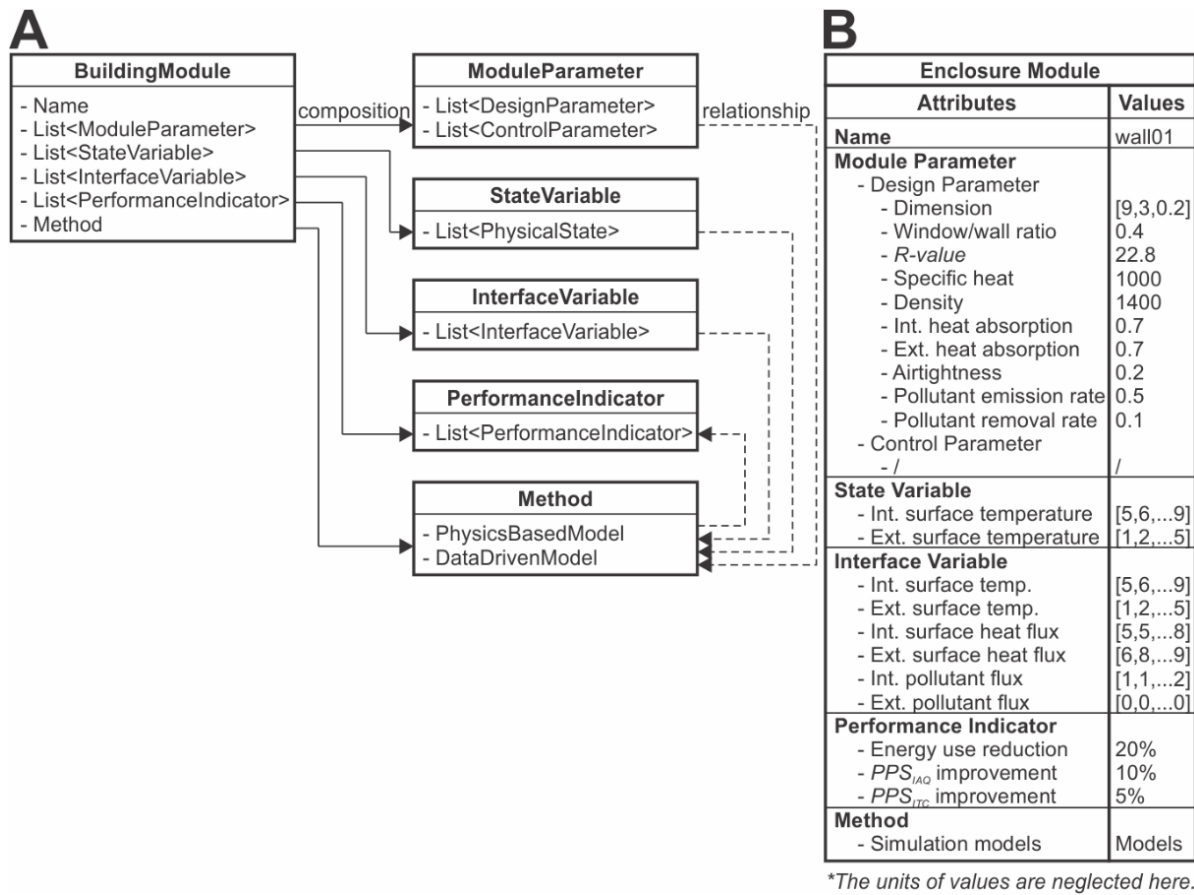 A
BuildingModule
- Name
- List<ModuleParameter>
- List<StateVariable>
- List<InterfaceVariable>
- List<PerformanceIndicator>
- Method
composition
ModuleParameter
- List<DesignParameter>
- List<ControlParameter>
relationship
StateVariable
- List<PhysicalState>
InterfaceVariable
- List<InterfaceVariable>
PerformanceIndicator
- List<PerformanceIndicator>
Method
- PhysicsBasedModel
- DataDrivenModel
B
Enclosure Module
Attributes Values
Name wall01
Module Parameter
- Design Parameter
- Dimension [9,3,0.2]
- Window/wall ratio 0.4
- R-value 22.8
- Specific heat 1000
- Density 1400
- Int. heat absorption 0.7
- Ext. heat absorption 0.7
- Airtightness 0.2
- Pollutant emission rate 0.5
- Pollutant removal rate 0.1
- Control Parameter
- / /
State Variable
- Int. surface temperature [5,6,...9]
- Ext. surface temperature [1,2,...5]
Interface Variable
- Int. surface temp. [5,6,...9]
- Ext. surface temp. [1,2,...5]
- Int. surface heat flux [5,5,...8]
- Ext. surface heat flux [6,8,...9]
- Int. pollutant flux [1,1,...2]
- Ext. pollutant flux [0,0,...0]
Performance Indicator
- Energy use reduction 20%
- PPS_IAQ improvement 10%
- PPS_ITC improvement 5%
Method
- Simulation models Models
*The units of values are neglected here.